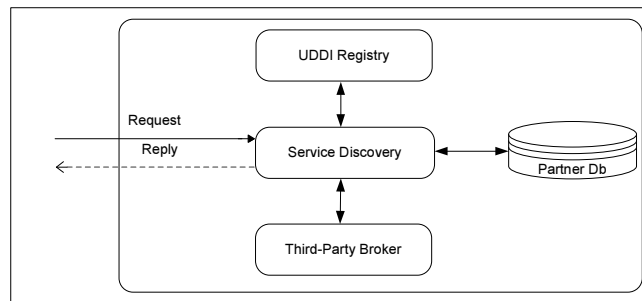 UDDI Registry
Request
Reply
Service Discovery
Partner Db
Third-Party Broker